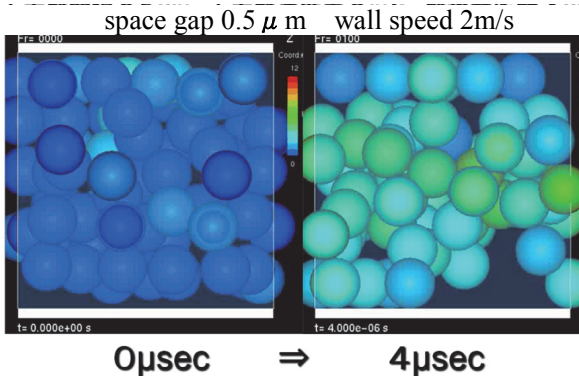 space gap 0.5 μ m wall speed 2m/s
Fr= 0000
Z
Coord.#
12
0
t= 0.000e+00 s
Fr= 0100
t= 4.000e-06 s
0μsec ⇒ 4μsec